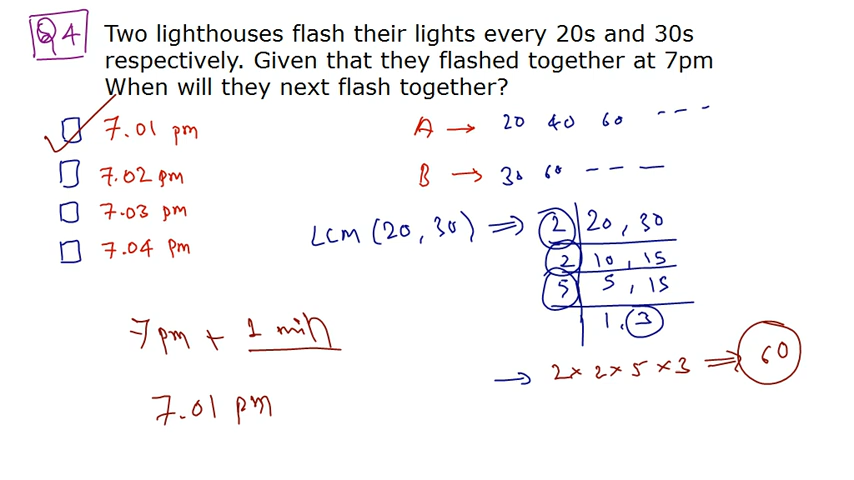 Q4 Two lighthouses flash their lights every 20s and 30s
respectively. Given that they flashed together at 7pm
When will they next flash together?
7.01 pm
7.02 pm
7.03 pm
7.04 pm
A → 20 40 60 ----
B → 30 60 ---
LCM (20, 30) ⇒ 2 | 20, 30
2 | 10, 15
5 | 5, 15
1, 3
→ 2 × 2 × 5 × 3 ⇒ 60
7pm + 1 min
7.01 pm